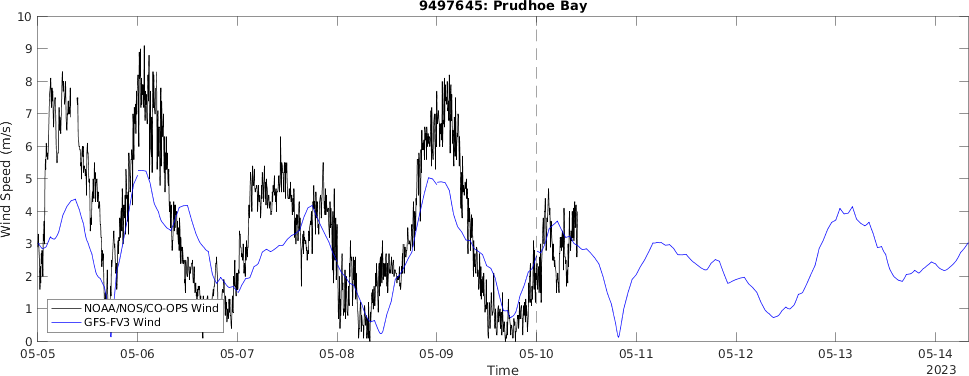 9497645: Prudhoe Bay
Wind Speed (m/s)
10
9
8
7
6
5
4
3
2
1
0
NOAA/NOS/CO-OPS Wind
GFS-FV3 Wind
05-05 05-06 05-07 05-08 05-09 05-10 05-11 05-12 05-13 05-14
Time
2023